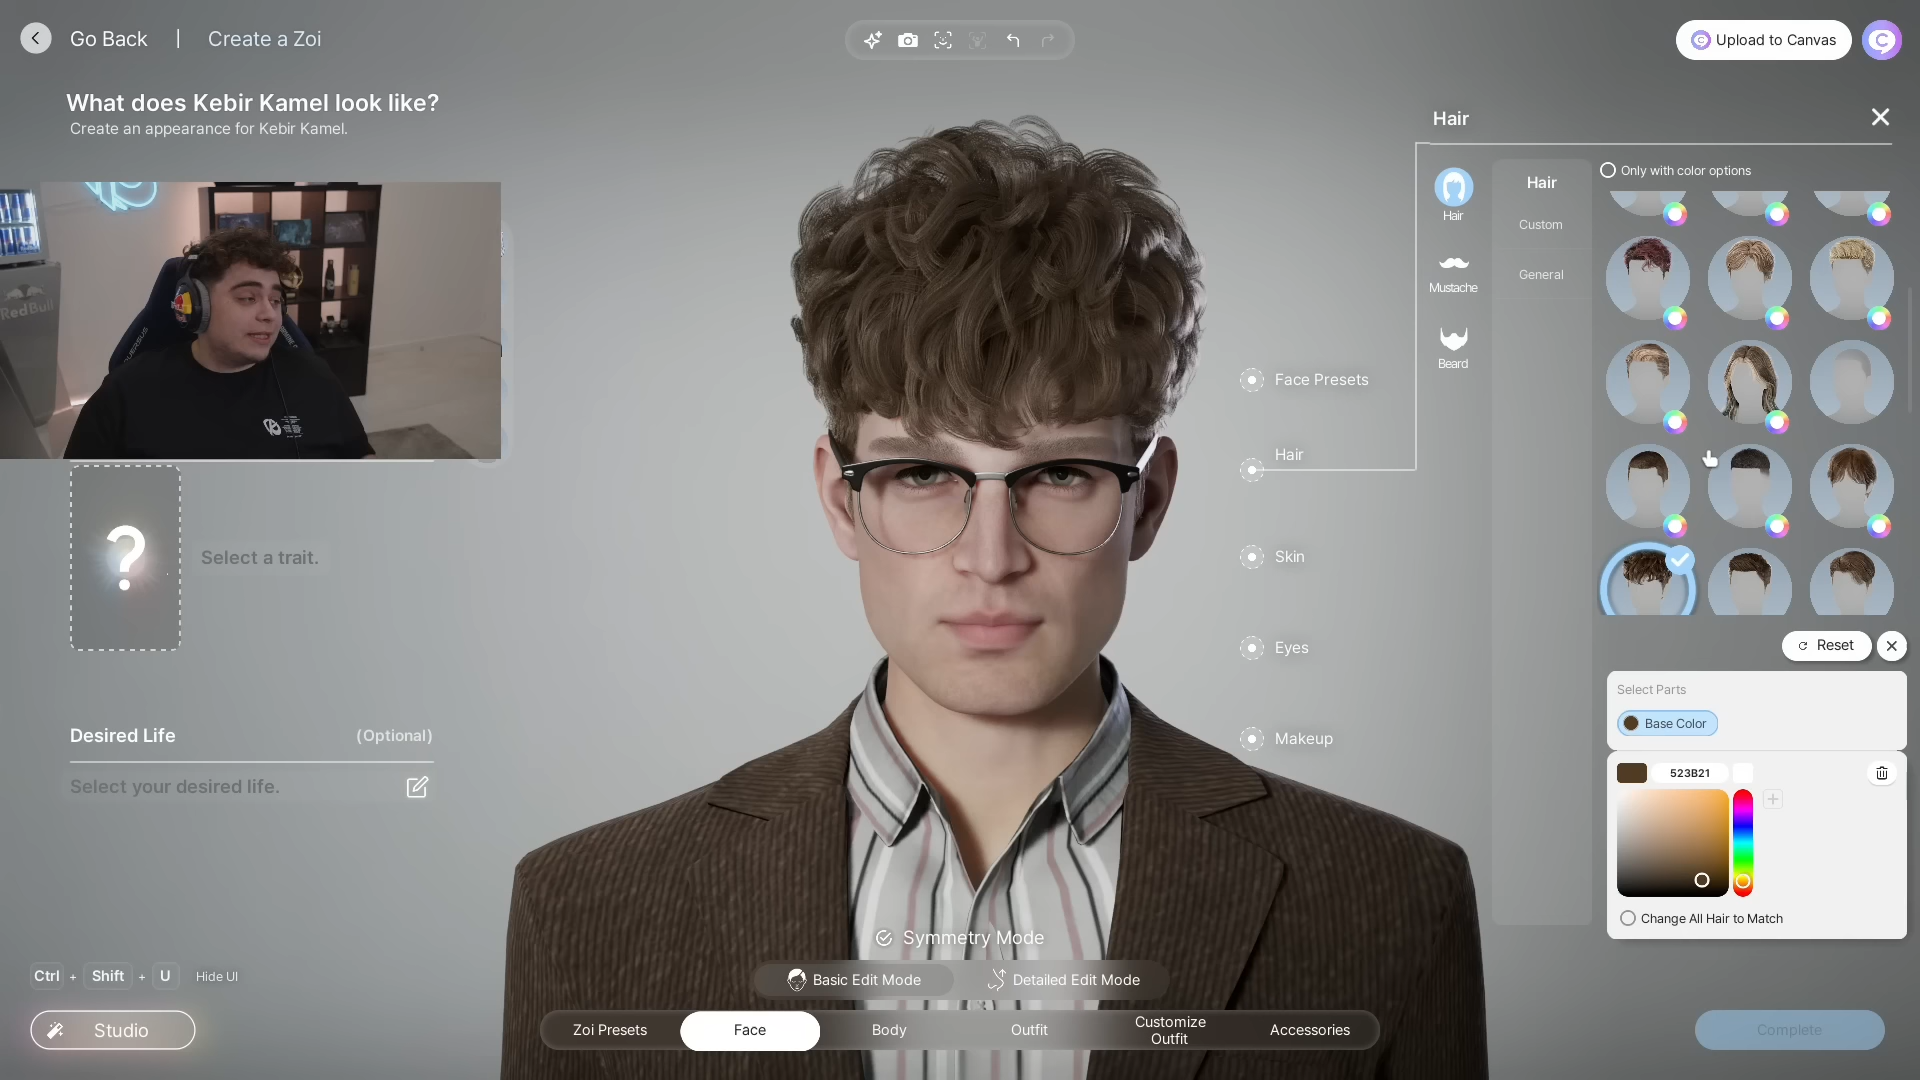 Go Back | Create a Zoi
Upload to Canvas
What does Kebir Kamel look like?
Create an appearance for Kebir Kamel.
RedBull
Select a trait.
Desired Life (Optional)
Select your desired life.
Ctrl + Shift + U Hide UI
Studio
Face Presets
Hair
Skin
Eyes
Makeup
Symmetry Mode
Basic Edit Mode Detailed Edit Mode
Zoi Presets Face Body Outfit Customize Outfit Accessories
Hair
Hair
Mustache
Beard
Hair
Custom
General
Only with color options
Reset
Select Parts
Base Color
523B21
Change All Hair to Match
Complete